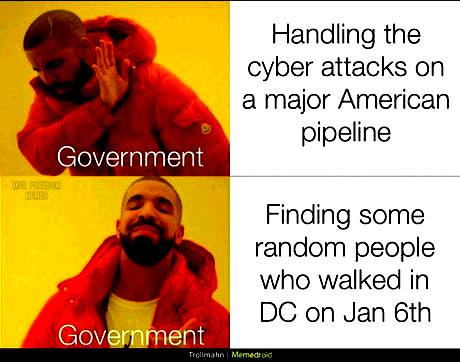 Handling the
cyber attacks on
a major American
pipeline
Government
Finding some
random people
who walked in
DC on Jan 6th
Government
Trollmahn | Memedroid